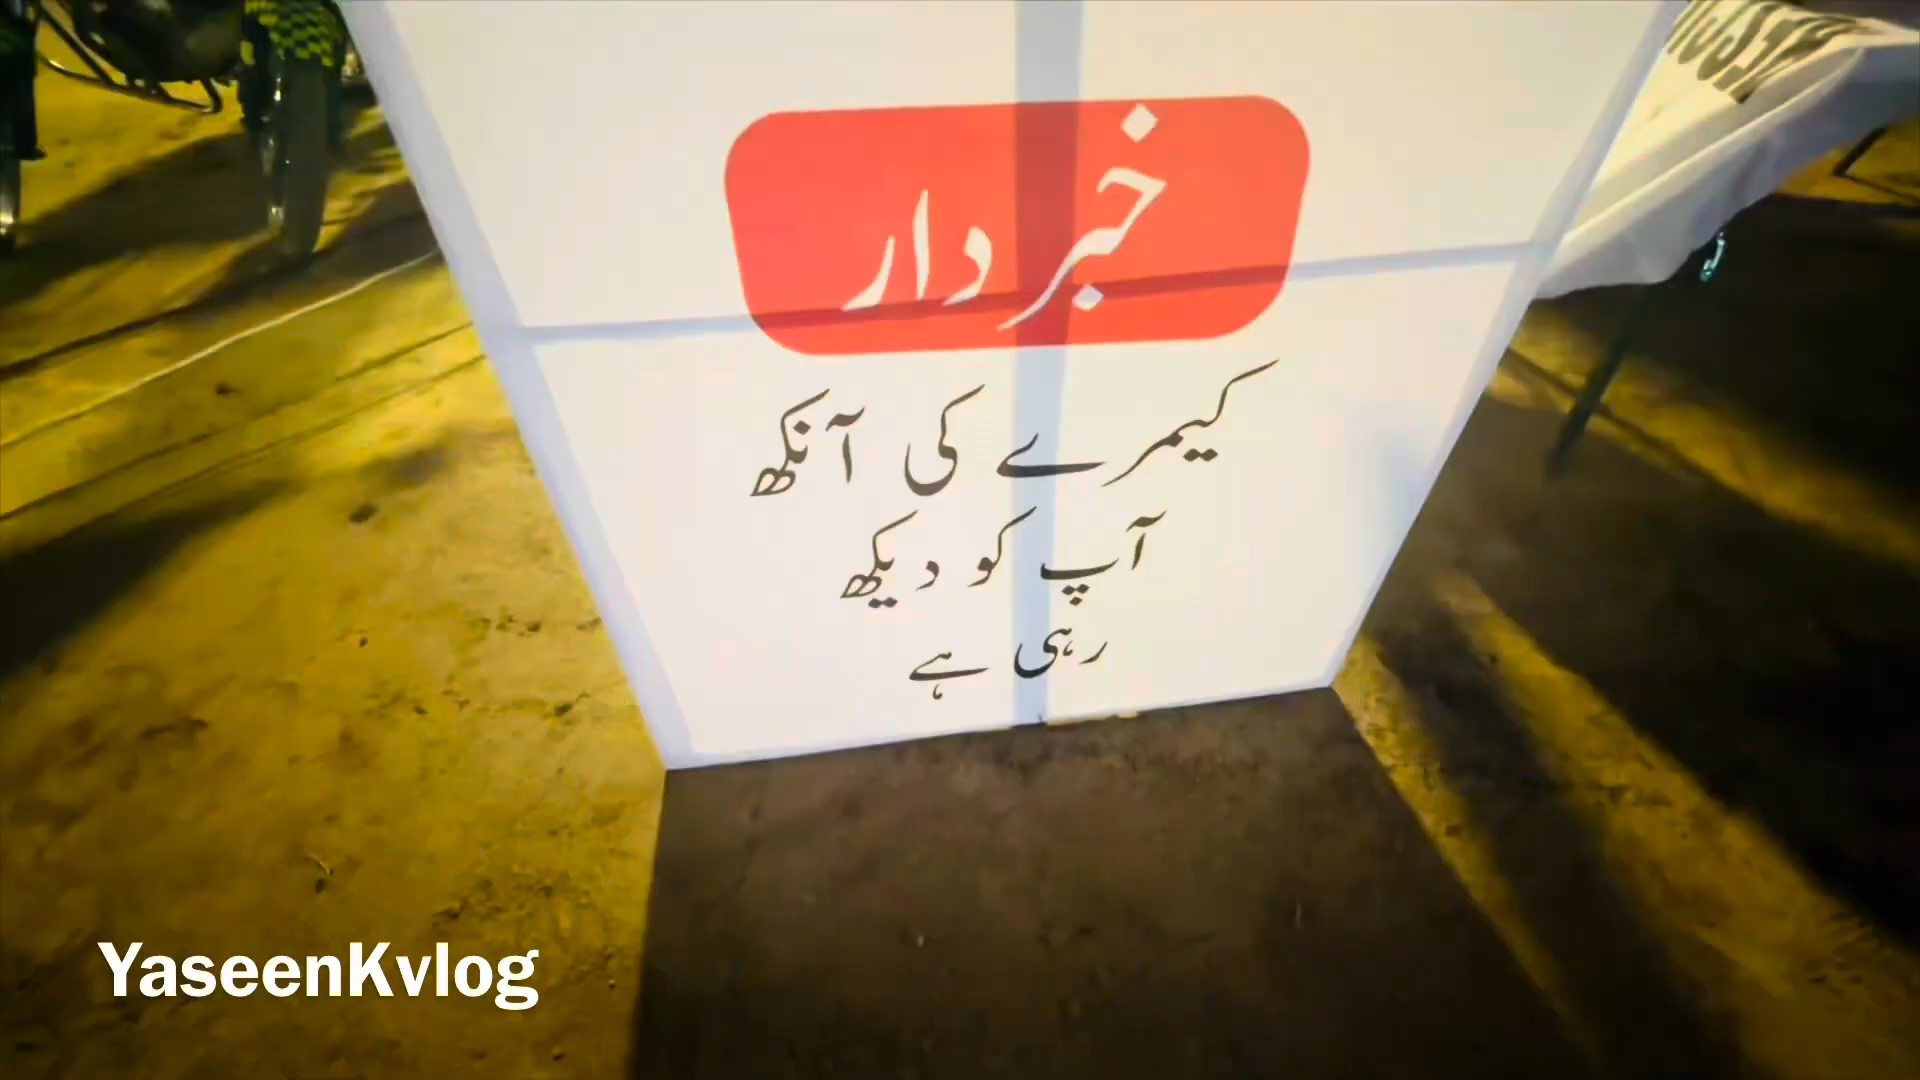 خبردار
کیمرے کی آنکھ
آپ کو دیکھ
رہی ہے
YaseenKvlog